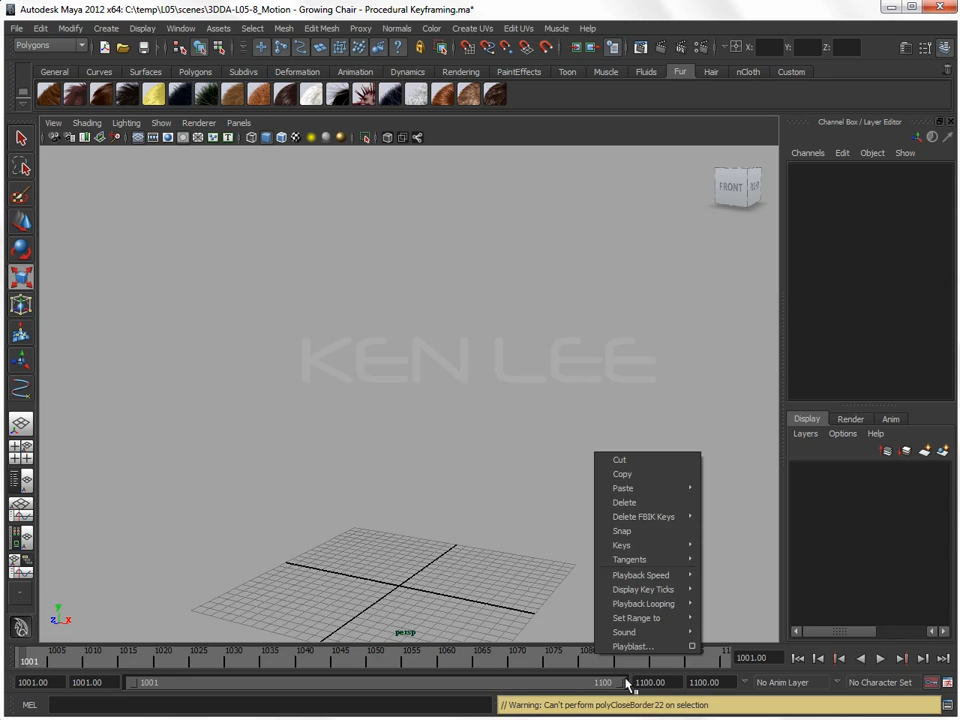 Autodesk Maya 2012 x64: C:\temp\L05\scenes\3DDA-L05-8_Motion - Growing Chair - Procedural Keyframing.ma*
File Edit Modify Create Display Window Assets Select Mesh Edit Mesh Proxy Normals Color Create UVs Edit UVs Muscle Help
Polygons X: Y: Z:
General Curves Surfaces Polygons Subdivs Deformation Animation Dynamics Rendering PaintEffects Toon Muscle Fluids Fur Hair nCloth Custom
View Shading Lighting Show Renderer Panels
Channel Box / Layer Editor
Channels Edit Object Show
FRONT
KEN LEE
Display Render Anim
Layers Options Help
Cut
Copy
Paste
Delete
Delete FBIK Keys
Snap
Keys
Tangents
Playback Speed
Display Key Ticks
Playback Looping
Set Range to
Sound
Playblast...
Y
Z X
persp
1001 1005 1010 1015 1020 1025 1030 1035 1040 1045 1050 1055 1060 1065 1070 1075 1080 1001.00
1001.00 1001.00 1001 1100 1100.00 1100.00 No Anim Layer No Character Set
MEL // Warning: Can't perform polyCloseBorder22 on selection